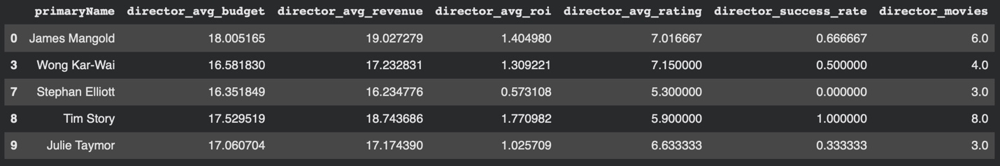 primaryName director_avg_budget director_avg_revenue director_avg_roi director_avg_rating director_success_rate director_movies
0 James Mangold 18.005165 19.027279 1.404980 7.016667 0.666667 6.0
3 Wong Kar-Wai 16.581830 17.232831 1.309221 7.150000 0.500000 4.0
7 Stephan Elliott 16.351849 16.234776 0.573108 5.300000 0.000000 3.0
8 Tim Story 17.529519 18.743686 1.770982 5.900000 1.000000 8.0
9 Julie Taymor 17.060704 17.174390 1.025709 6.633333 0.333333 3.0